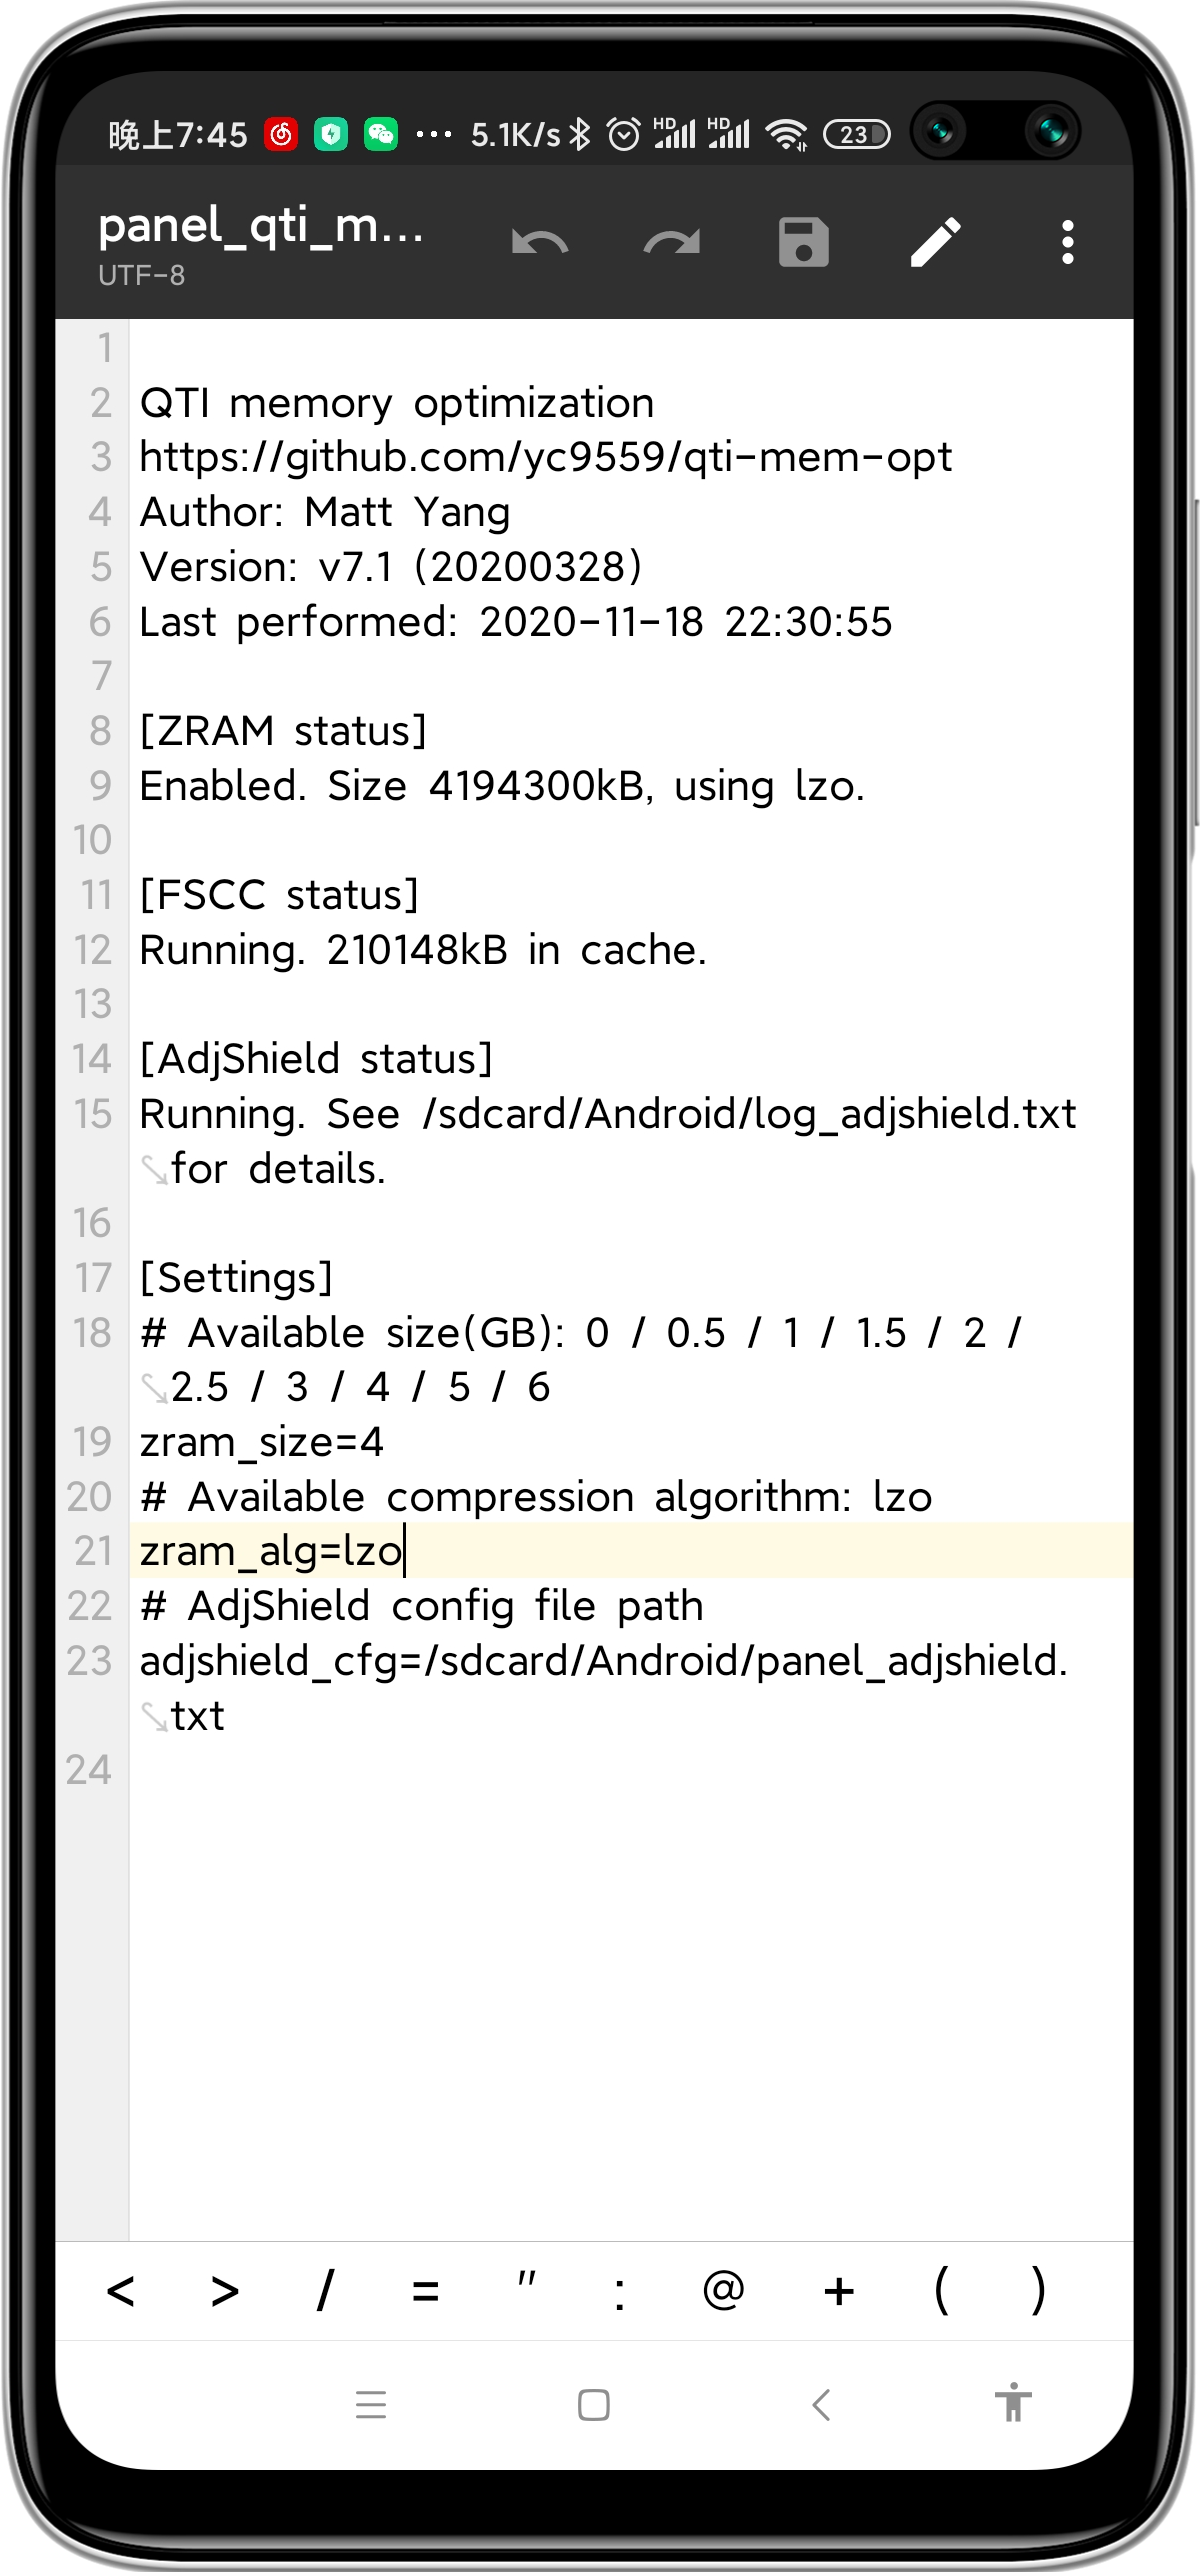 晚上7:45 ... 5.1K/s HD HD 23
panel_qti_m...
UTF-8
1
2 QTI memory optimization
3 https://github.com/yc9559/qti-mem-opt
4 Author: Matt Yang
5 Version: v7.1 (20200328)
6 Last performed: 2020-11-18 22:30:55
7
8 [ZRAM status]
9 Enabled. Size 4194300kB, using lzo.
10
11 [FSCC status]
12 Running. 210148kB in cache.
13
14 [AdjShield status]
15 Running. See /sdcard/Android/log_adjshield.txt
for details.
16
17 [Settings]
18 # Available size(GB): 0 / 0.5 / 1 / 1.5 / 2 /
2.5 / 3 / 4 / 5 / 6
19 zram_size=4
20 # Available compression algorithm: lzo
21 zram_alg=lzo
22 # AdjShield config file path
23 adjshield_cfg=/sdcard/Android/panel_adjshield.
txt
24
< > / = " : @ + ( )